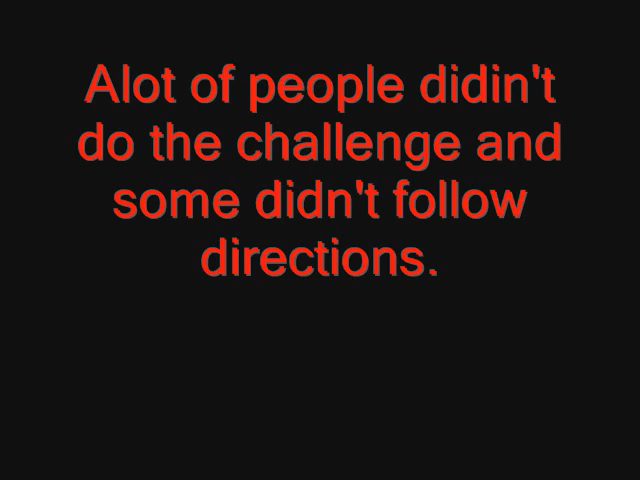 Alot of people didin't
do the challenge and
some didn't follow
directions.